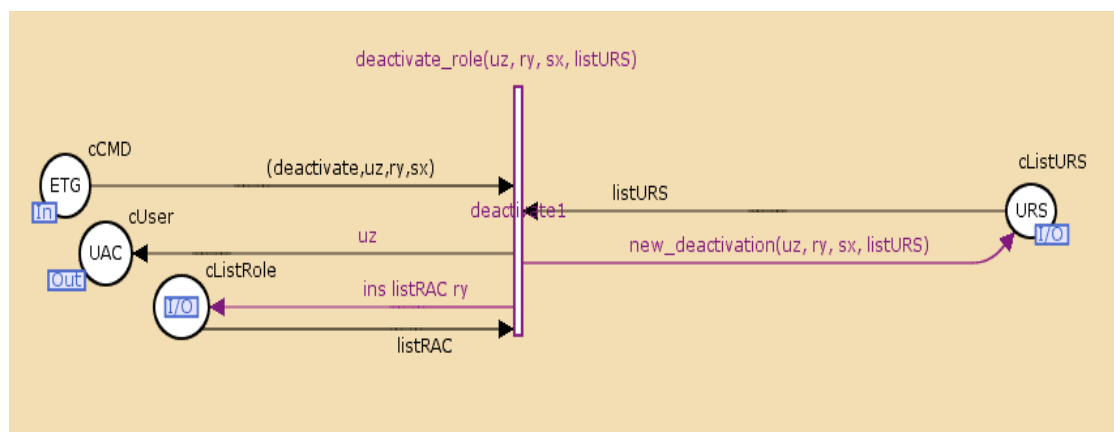 deactivate_role(uz, ry, sx, listURS)
cCMD
(deactivate,uz,ry,sx)
cListURS
ETG
In
listURS
deactivate1
URS
I/O
cUser
uz
new_deactivation(uz, ry, sx, listURS)
UAC
Out
cListRole
ins listRAC ry
I/O
listRAC